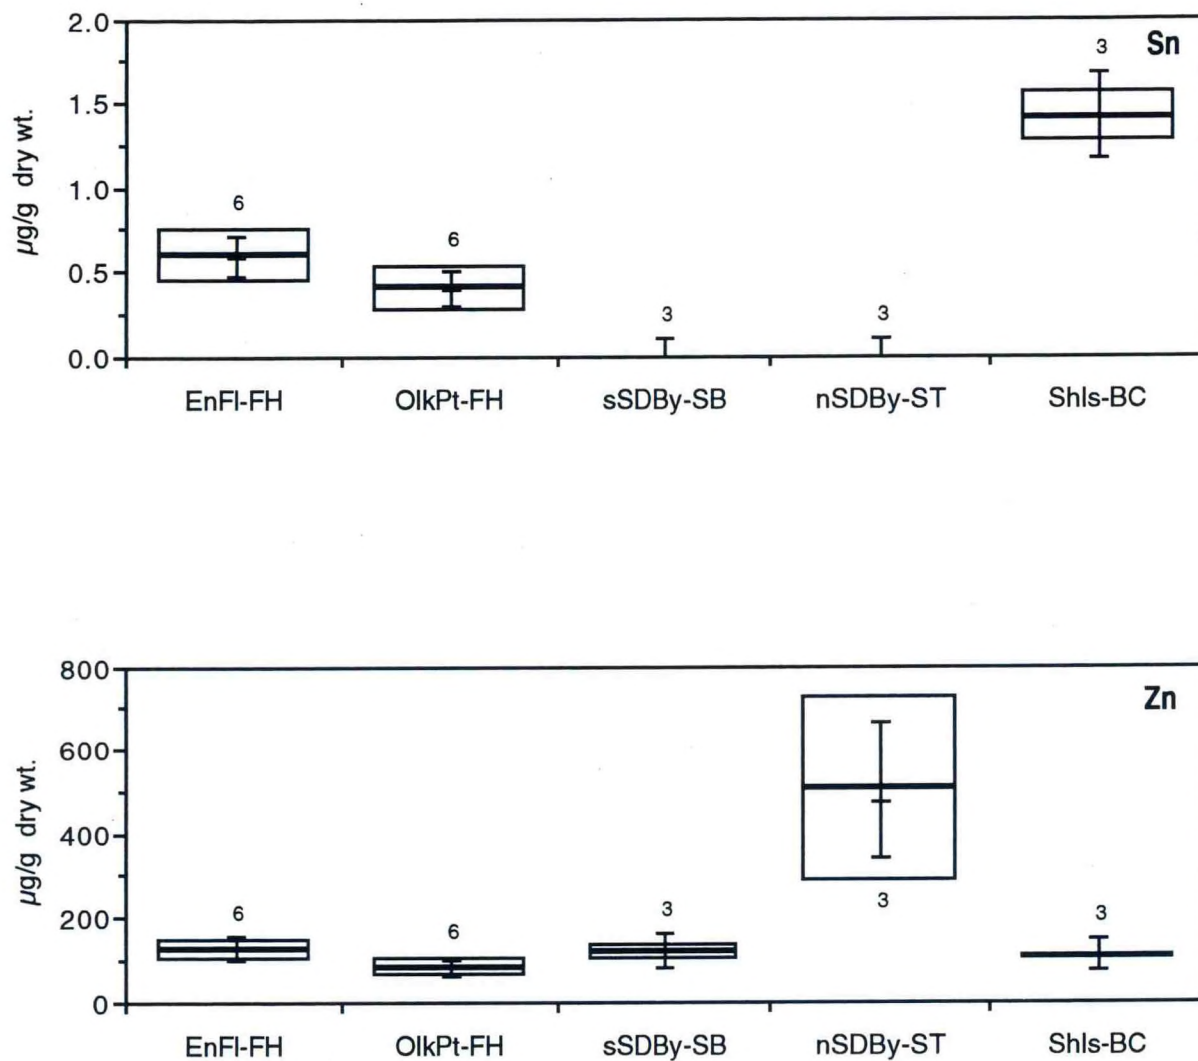 Sn
µg/g dry wt.
2.0
1.5
1.0
0.5
0.0
6
6
3
3
3
EnFl-FH
OlkPt-FH
sSDBy-SB
nSDBy-ST
Shls-BC
Zn
µg/g dry wt.
800
600
400
200
0
6
6
3
3
3
EnFl-FH
OlkPt-FH
sSDBy-SB
nSDBy-ST
Shls-BC